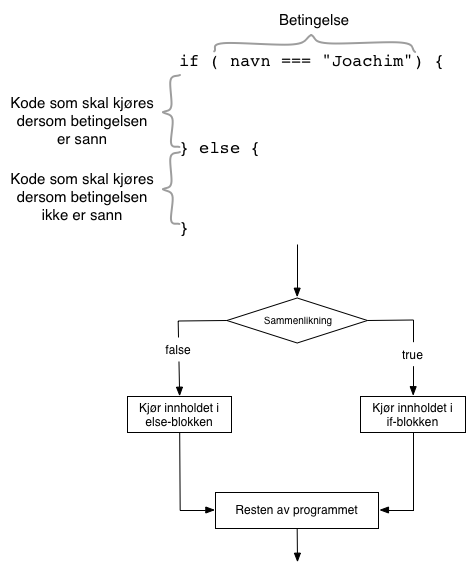 Betingelse
if ( navn === "Joachim") {
Kode som skal kjøres
dersom betingelsen
er sann
} else {
Kode som skal kjøres
dersom betingelsen
ikke er sann
}
Sammenlikning
false
true
Kjør innholdet i
else-blokken
Kjør innholdet i
if-blokken
Resten av programmet